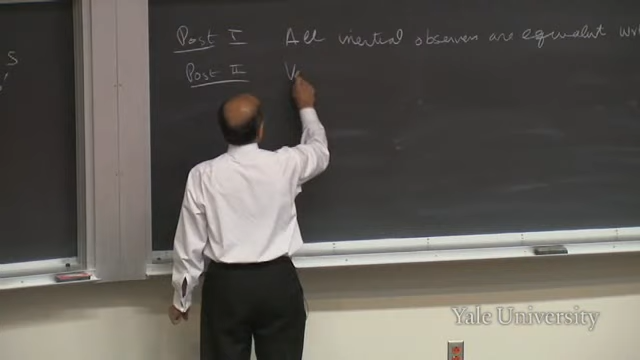 Post I All inertial observers are equivalent
Post II V
S
Yale University